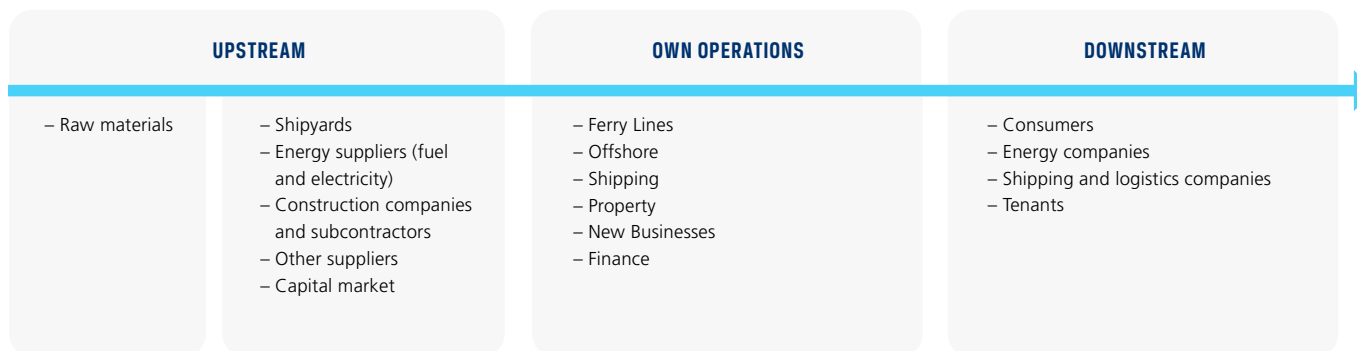 UPSTREAM
– Raw materials
– Shipyards
– Energy suppliers (fuel
and electricity)
– Construction companies
and subcontractors
– Other suppliers
– Capital market
OWN OPERATIONS
– Ferry Lines
– Offshore
– Shipping
– Property
– New Businesses
– Finance
DOWNSTREAM
– Consumers
– Energy companies
– Shipping and logistics companies
– Tenants